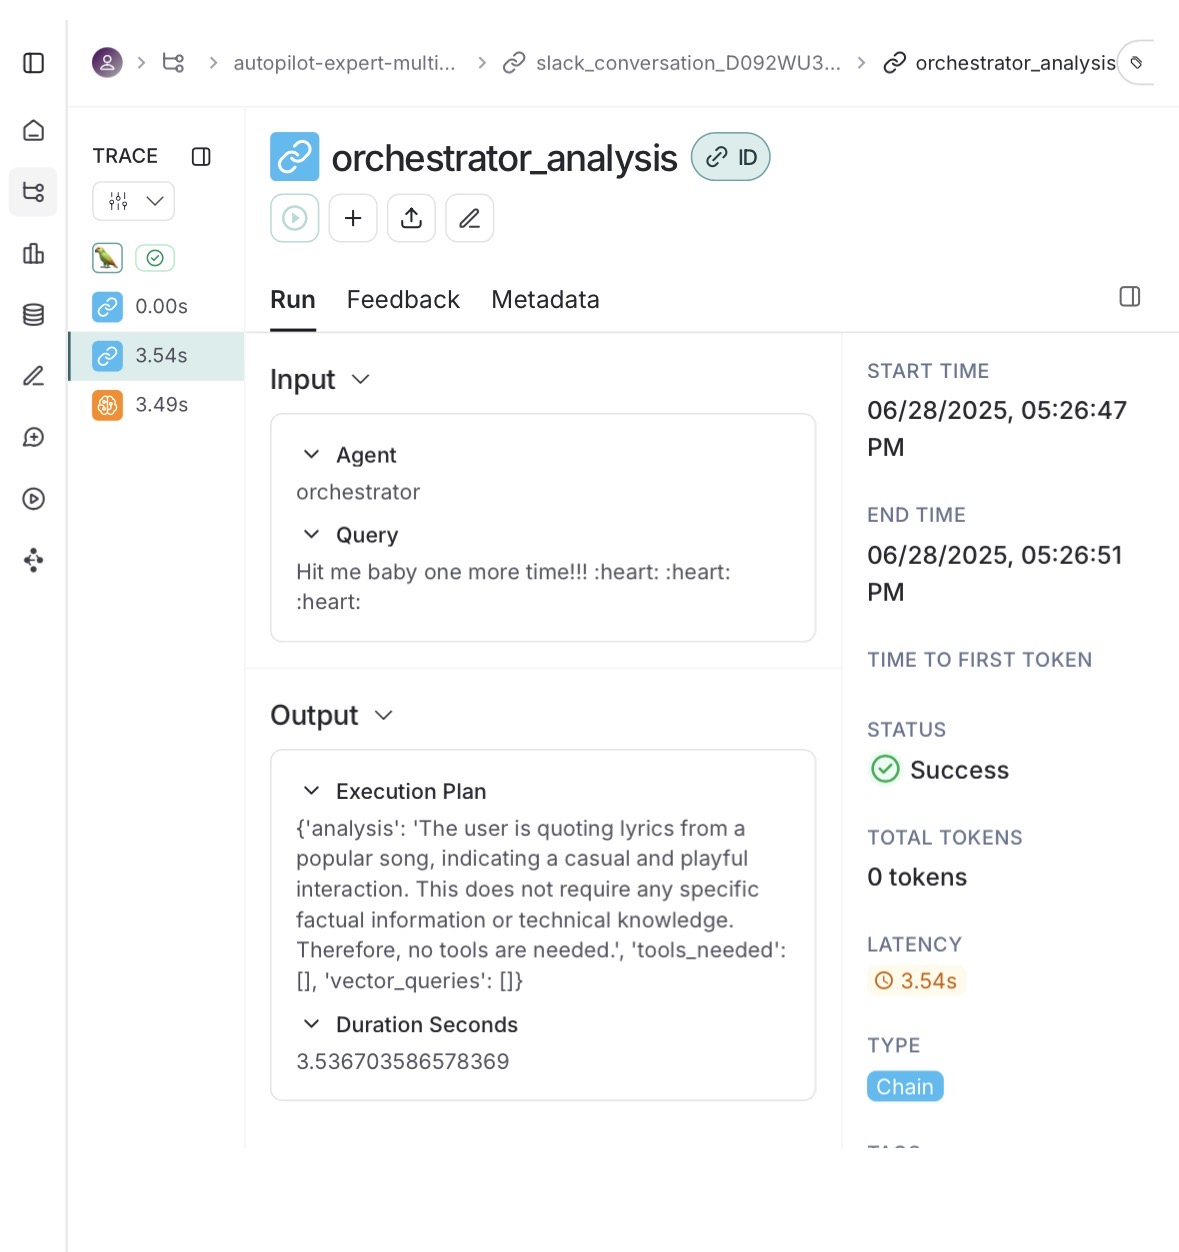 autopilot-expert-multi...
slack_conversation_D092WU3...
orchestrator_analysis
TRACE
0.00s
3.54s
3.49s
orchestrator_analysis
ID
Run Feedback Metadata
Input
Agent
orchestrator
Query
Hit me baby one more time!!! :heart: :heart:
:heart:
Output
Execution Plan
{'analysis': 'The user is quoting lyrics from a
popular song, indicating a casual and playful
interaction. This does not require any specific
factual information or technical knowledge.
Therefore, no tools are needed.', 'tools_needed':
[], 'vector_queries': []}
Duration Seconds
3.536703586578369
START TIME
06/28/2025, 05:26:47
PM
END TIME
06/28/2025, 05:26:51
PM
TIME TO FIRST TOKEN
STATUS
Success
TOTAL TOKENS
0 tokens
LATENCY
3.54s
TYPE
Chain